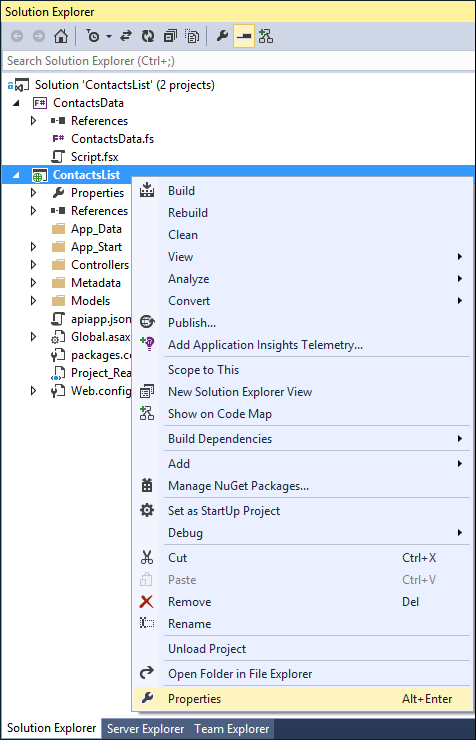 Solution Explorer
Search Solution Explorer (Ctrl+;)
Solution 'ContactsList' (2 projects)
F# ContactsData
References
F# ContactsData.fs
Script.fsx
ContactsList
Properties
References
App_Data
App_Start
Controllers
Metadata
Models
apiapp.json
Global.asax
packages.co
Project_Rea
Web.config
Build
Rebuild
Clean
View
Analyze
Convert
Publish...
Add Application Insights Telemetry...
Scope to This
New Solution Explorer View
Show on Code Map
Build Dependencies
Add
Manage NuGet Packages...
Set as StartUp Project
Debug
Cut Ctrl+X
Paste Ctrl+V
Remove Del
Rename
Unload Project
Open Folder in File Explorer
Properties Alt+Enter
Solution Explorer Server Explorer Team Explorer